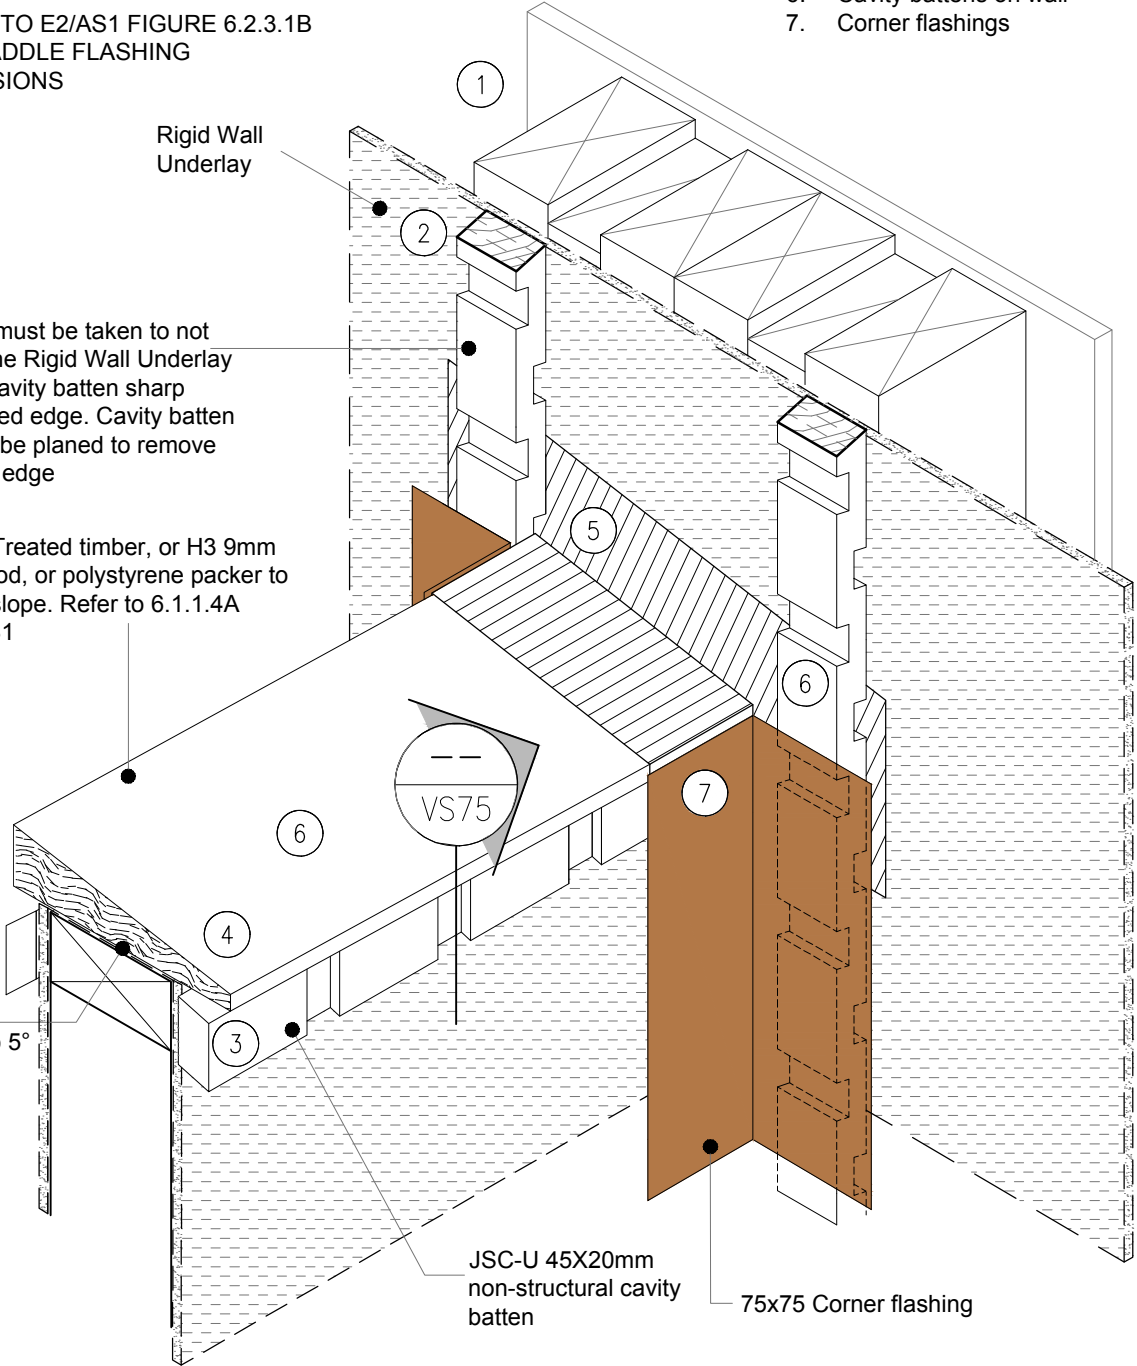 TO E2/AS1 FIGURE 6.2.3.1B
ADDLE FLASHING
SIONS
7. Corner flashings
1
Rigid Wall
Underlay
2
must be taken to not
he Rigid Wall Underlay
avity batten sharp
ed edge. Cavity batten
be planed to remove
edge
5
Treated timber, or H3 9mm
od, or polystyrene packer to
slope. Refer to 6.1.1.4A
1
6
--
VS75
7
6
4
3
5°
JSC-U 45X20mm
non-structural cavity
batten
75x75 Corner flashing